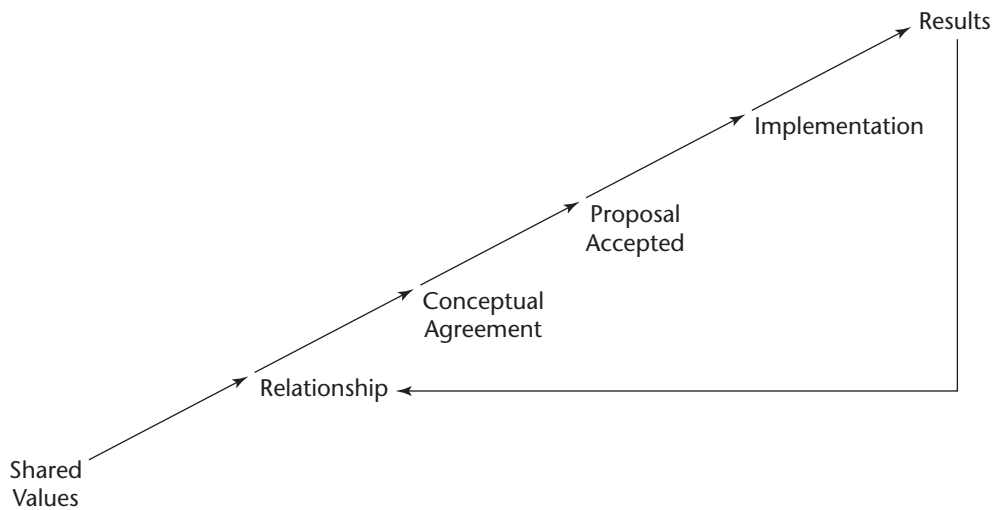 Results
Implementation
Proposal
Accepted
Conceptual
Agreement
Relationship
Shared
Values